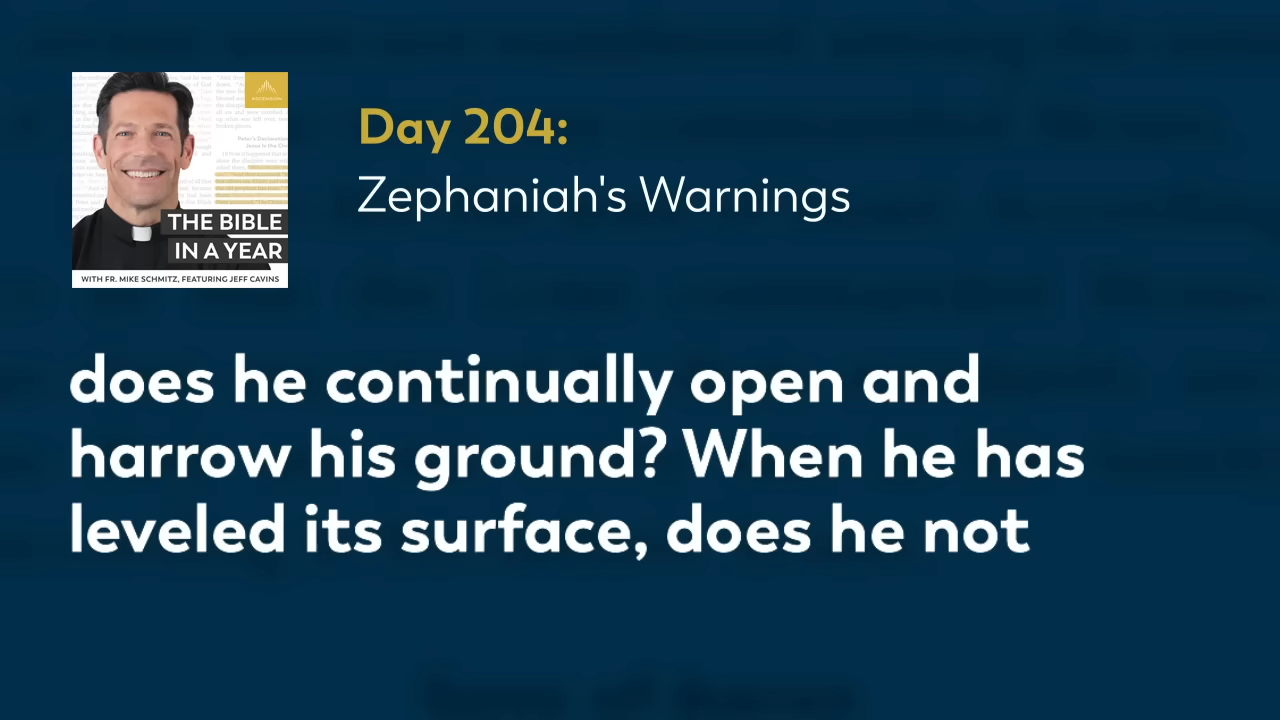 Day 204:
Zephaniah's Warnings
THE BIBLE
IN A YEAR
WITH FR. MIKE SCHMITZ, FEATURING JEFF CAVINS
does he continually open and
harrow his ground? When he has
leveled its surface, does he not